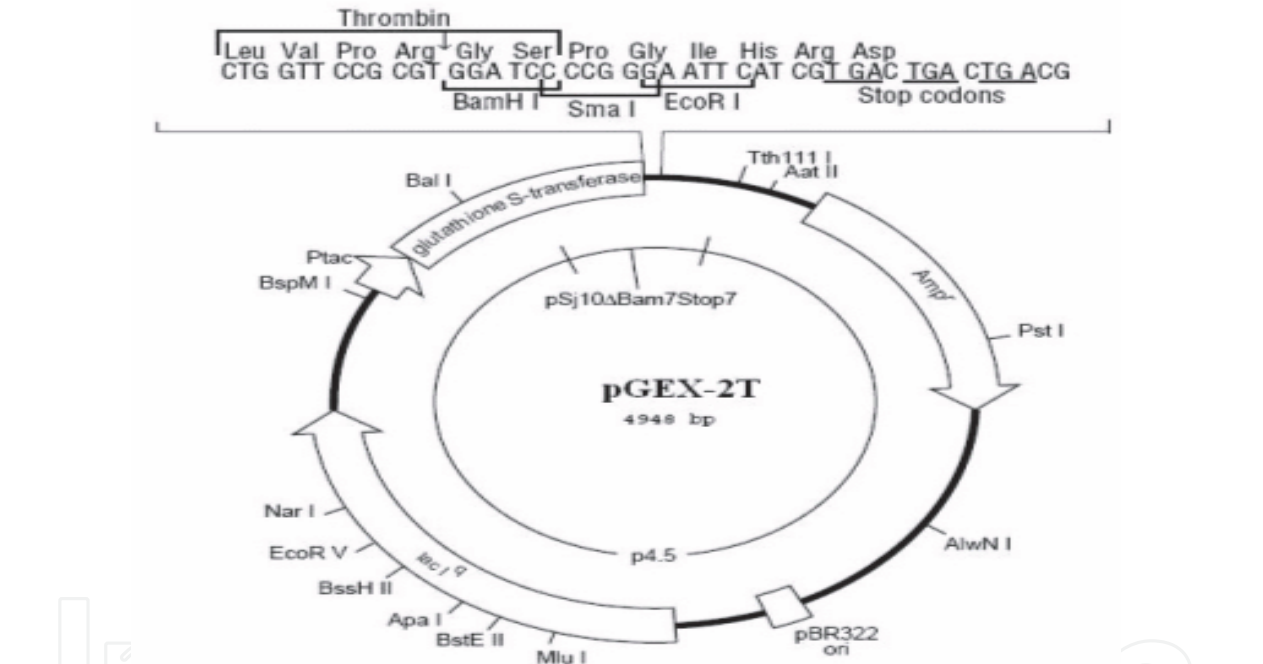 Thrombin
Leu Val Pro Arg Gly Ser Pro Gly Ile His Arg Asp
CTG GTT CCG CGT GGA TCC CCG GGA ATT CAT CGT GAC TGA CTG ACG
BamH I
Sma I
EcoR I
Stop codons
Tth111 I
Aat II
Bal I
glutathione S-transferase
Ptac
BspM I
Ampr
pSj10ΔBam7Stop7
Pst I
pGEX-2T
4948 bp
Nar I
EcoR V
BssH II
Apa I
BstE II
Mlu I
lac I q
p4.5
AlwN I
pBR322
ori